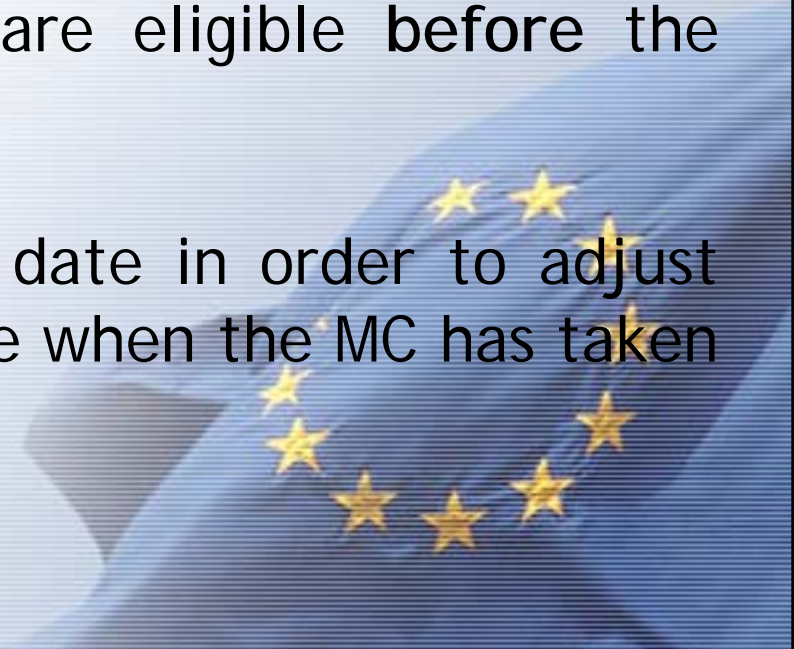 are eligible before the
date in order to adjust
e when the MC has taken